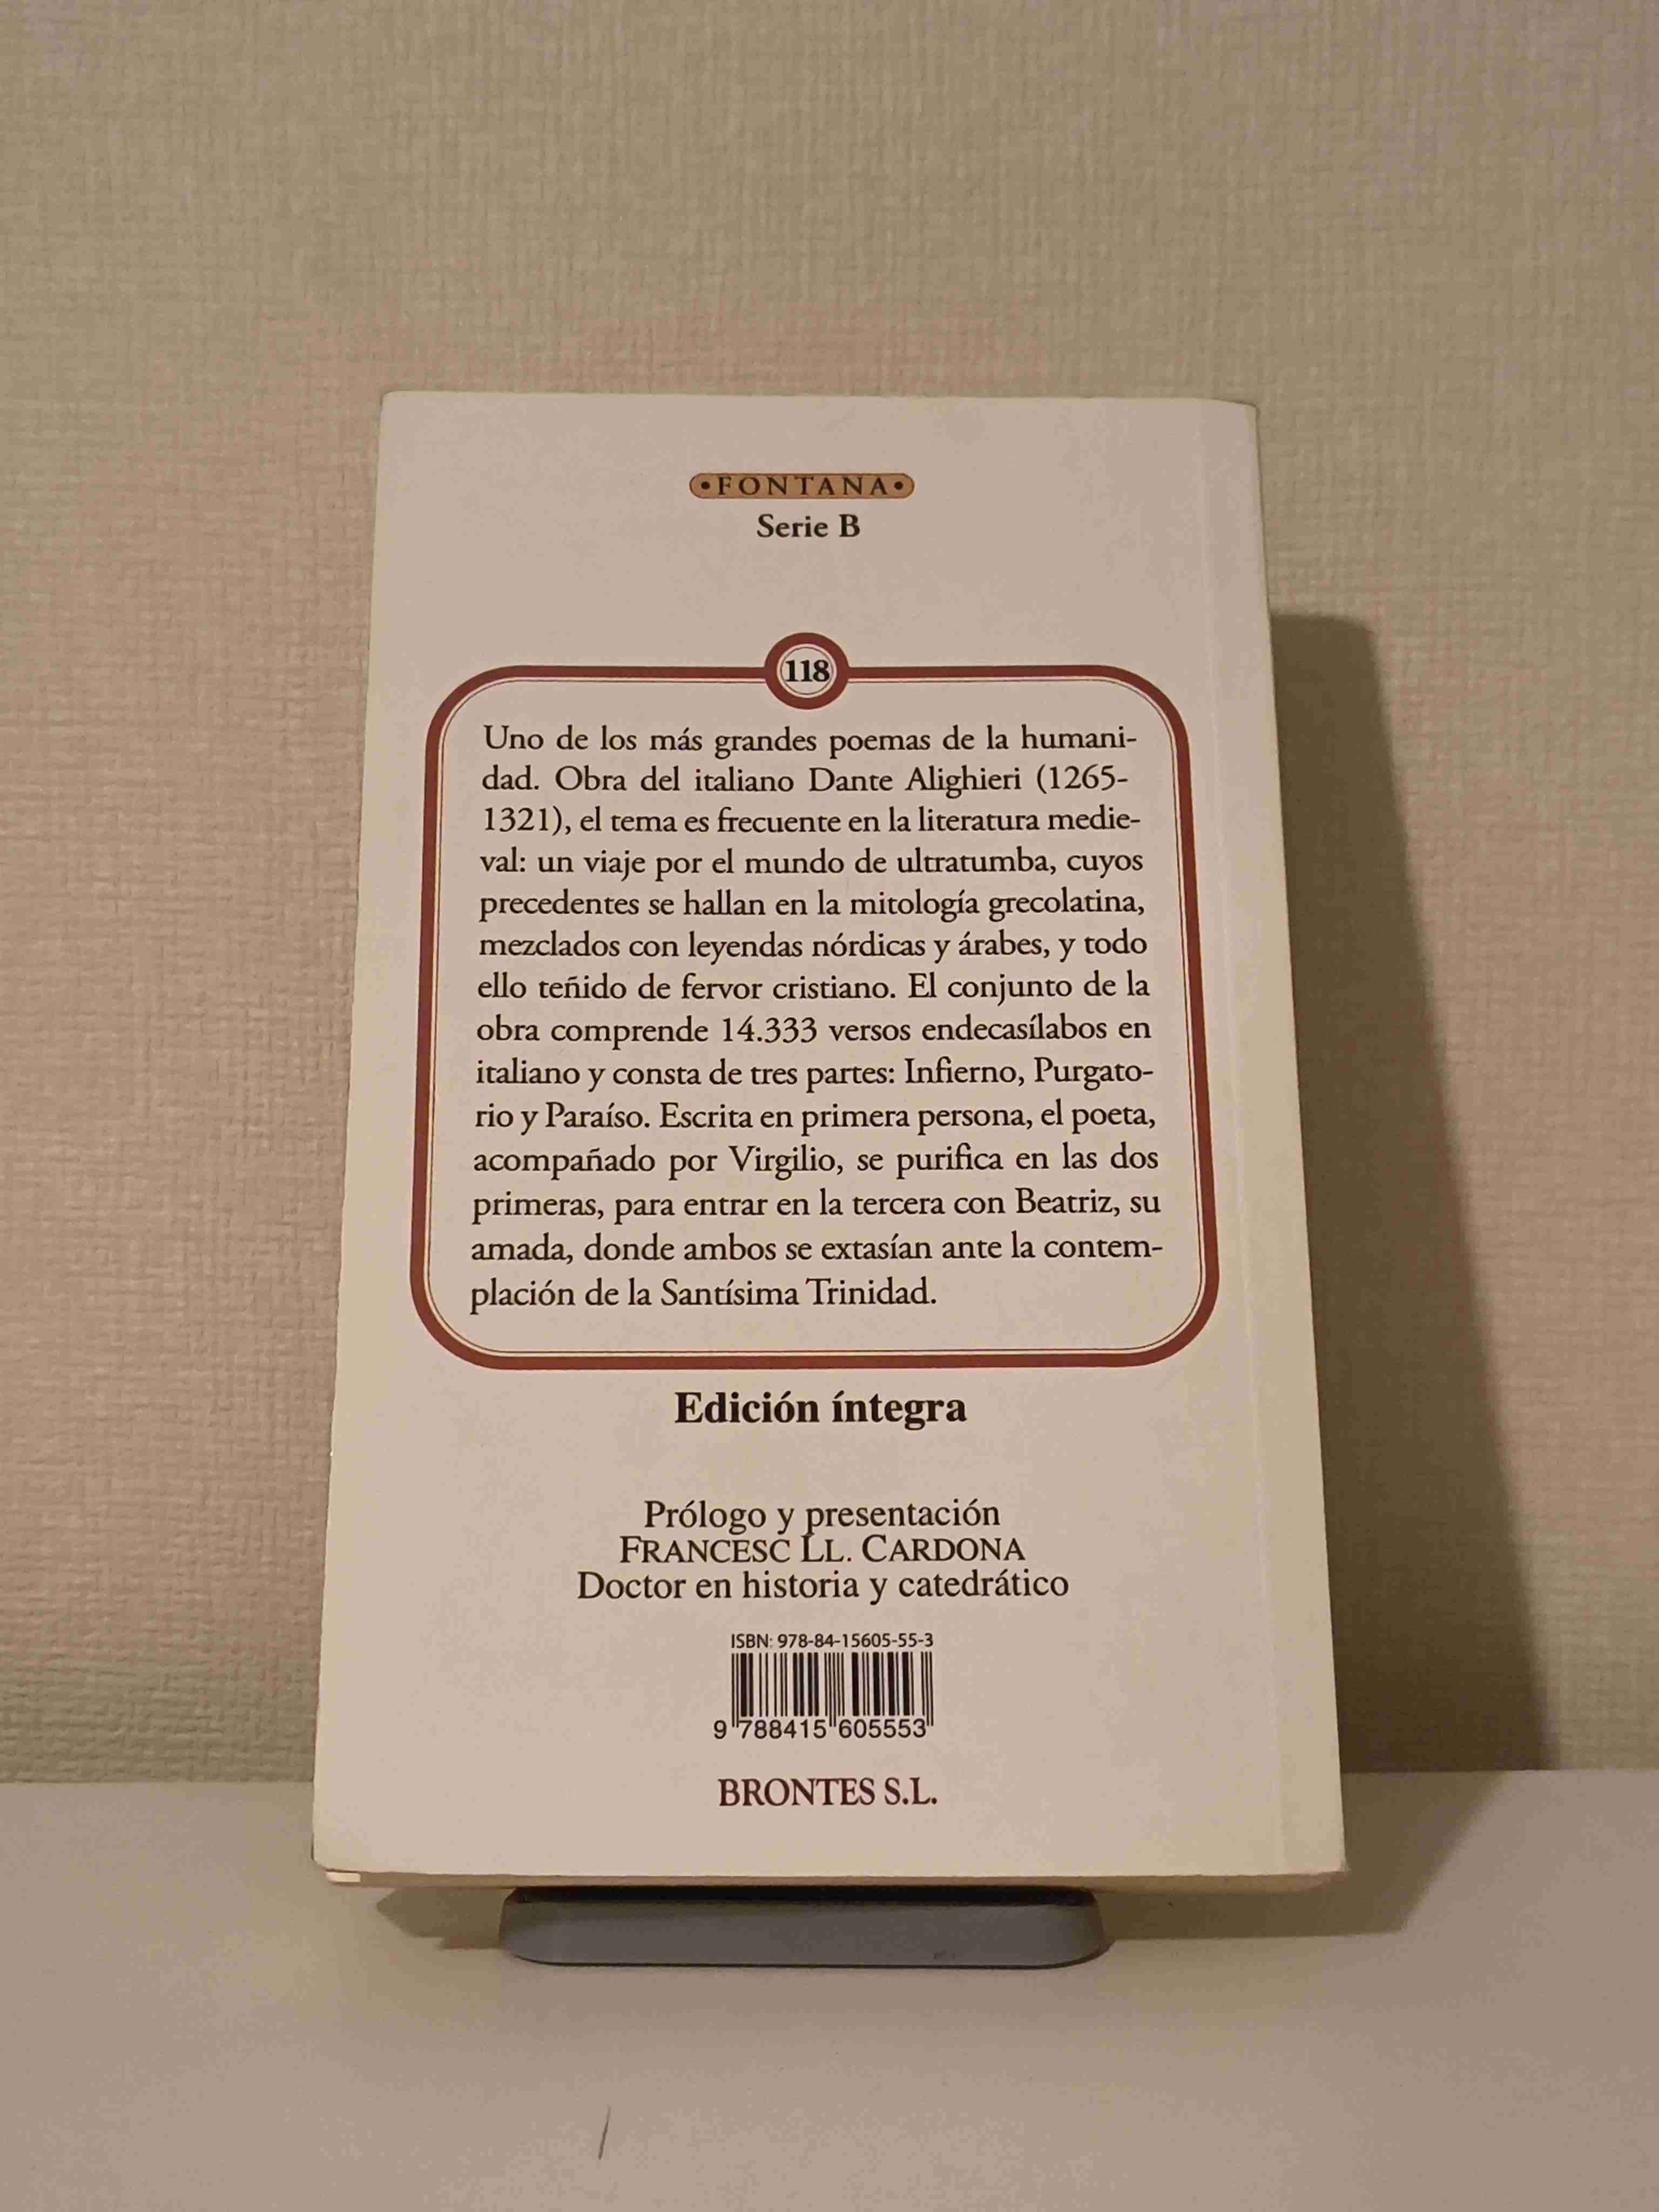 •FONTANA•
Serie B
118
Uno de los más grandes poemas de la humani-
dad. Obra del italiano Dante Alighieri (1265-
1321), el tema es frecuente en la literatura medie-
val: un viaje por el mundo de ultratumba, cuyos
precedentes se hallan en la mitología grecolatina,
mezclados con leyendas nórdicas y árabes, y todo
ello teñido de fervor cristiano. El conjunto de la
obra comprende 14.333 versos endecasílabos en
italiano y consta de tres partes: Infierno, Purgato-
rio y Paraíso. Escrita en primera persona, el poeta,
acompañado por Virgilio, se purifica en las dos
primeras, para entrar en la tercera con Beatriz, su
amada, donde ambos se extasían ante la contem-
plación de la Santísima Trinidad.
Edición íntegra
Prólogo y presentación
FRANCESC LL. CARDONA
Doctor en historia y catedrático
ISBN: 978-84-15605-55-3
9 788415 605553
BRONTES S.L.